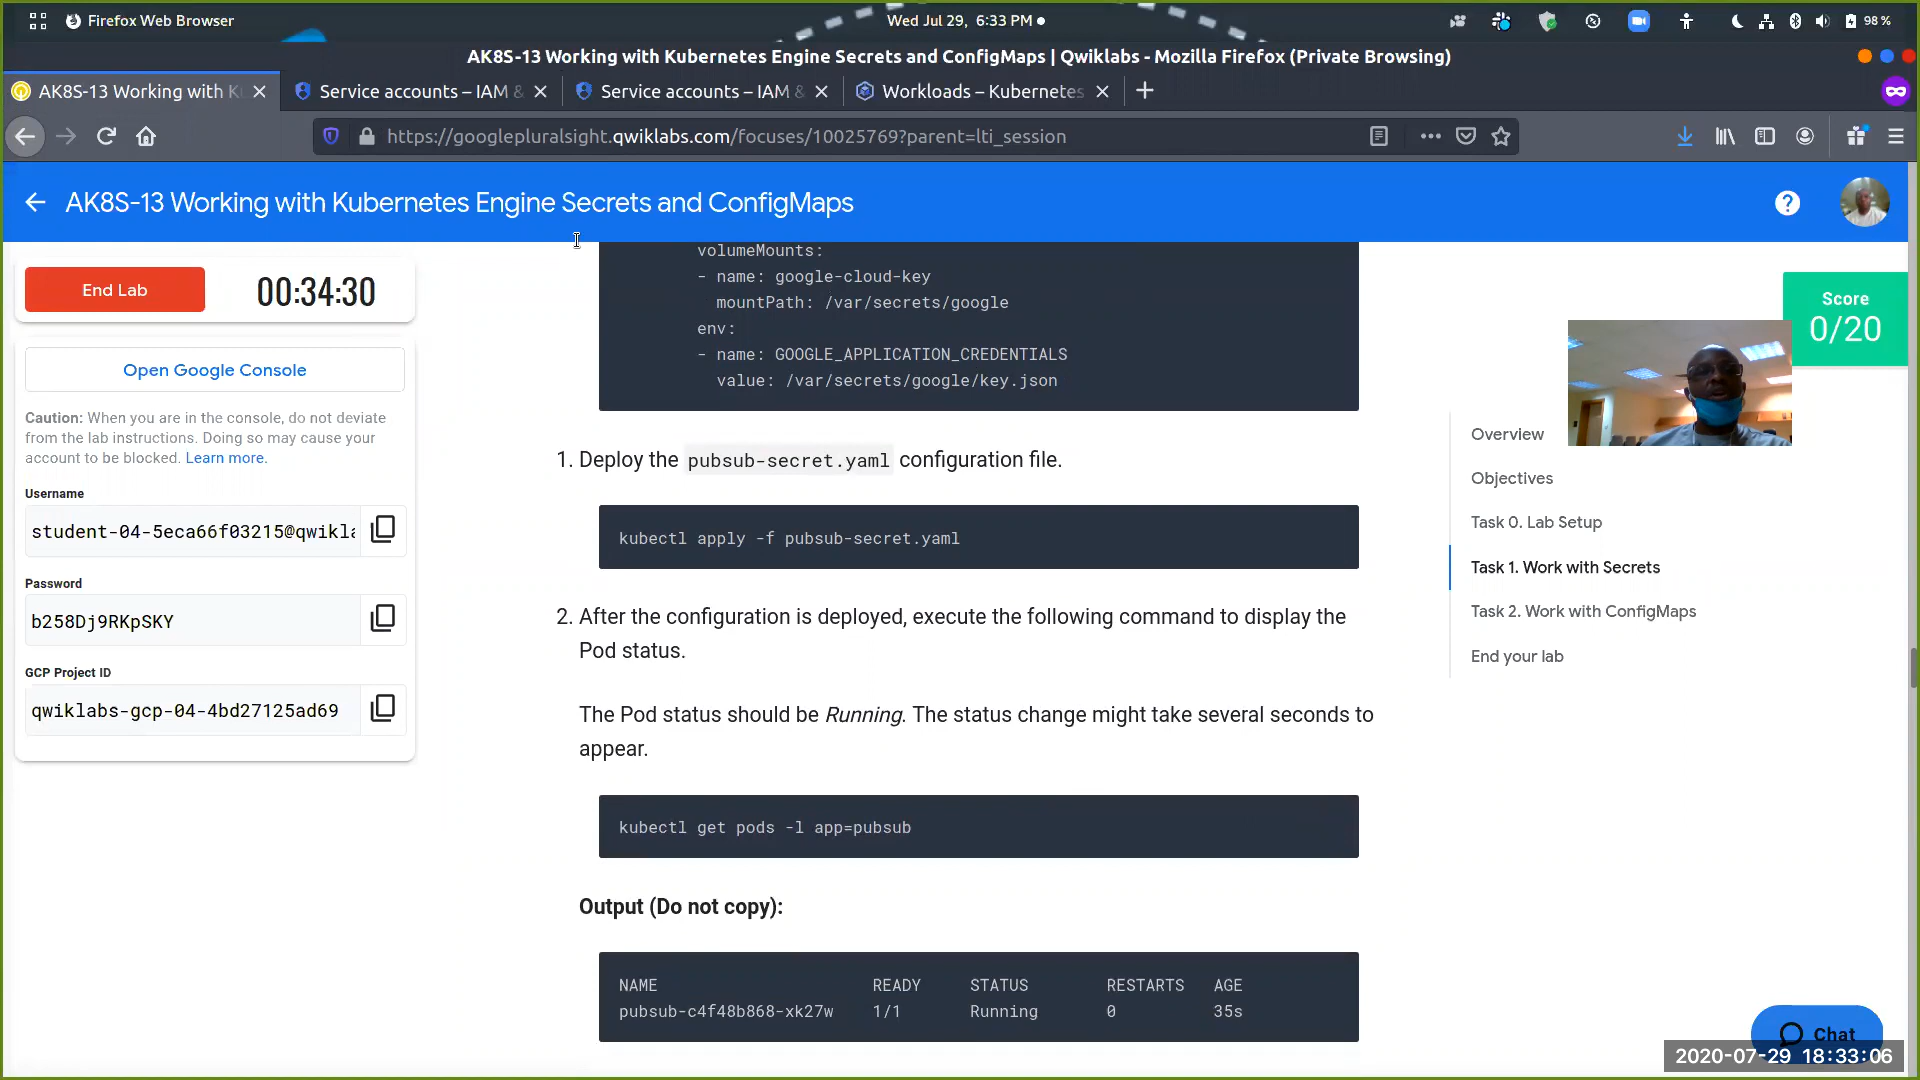 Firefox Web Browser
Wed Jul 29, 6:33 PM
98 %
AK8S-13 Working with Kubernetes Engine Secrets and ConfigMaps | Qwiklabs - Mozilla Firefox (Private Browsing)
AK8S-13 Working with K
Service accounts – IAM &
Service accounts – IAM &
Workloads – Kubernetes
https://googlepluralsight.qwiklabs.com/focuses/10025769?parent=lti_session
AK8S-13 Working with Kubernetes Engine Secrets and ConfigMaps
End Lab
00:34:30
Open Google Console
Caution: When you are in the console, do not deviate
from the lab instructions. Doing so may cause your
account to be blocked. Learn more.
Username
student-04-5eca66f03215@qwikla
Password
b258Dj9RKpSKY
GCP Project ID
qwiklabs-gcp-04-4bd27125ad69
volumeMounts:
- name: google-cloud-key
mountPath: /var/secrets/google
env:
- name: GOOGLE_APPLICATION_CREDENTIALS
value: /var/secrets/google/key.json
1. Deploy the pubsub-secret.yaml configuration file.
kubectl apply -f pubsub-secret.yaml
2. After the configuration is deployed, execute the following command to display the
Pod status.
The Pod status should be Running. The status change might take several seconds to
appear.
kubectl get pods -l app=pubsub
Output (Do not copy):
NAME READY STATUS RESTARTS AGE
pubsub-c4f48b868-xk27w 1/1 Running 0 35s
Score
0/20
Overview
Objectives
Task 0. Lab Setup
Task 1. Work with Secrets
Task 2. Work with ConfigMaps
End your lab
Chat
2020-07-29 18:33:06